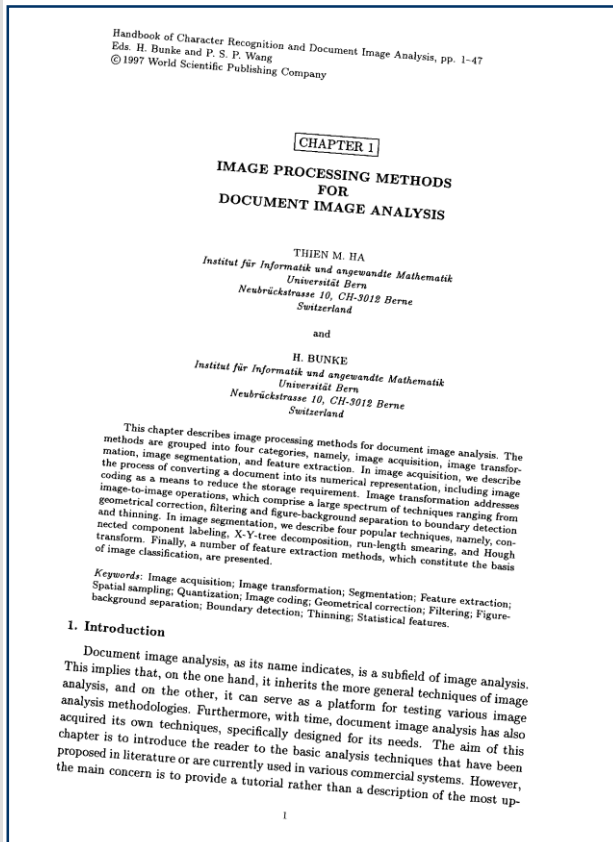 Handbook of Character Recognition and Document Image Analysis, pp. 1–47
Eds. H. Bunke and P. S. P. Wang
© 1997 World Scientific Publishing Company
CHAPTER 1
IMAGE PROCESSING METHODS
FOR
DOCUMENT IMAGE ANALYSIS
THIEN M. HA
Institut für Informatik und angewandte Mathematik
Universität Bern
Neubrückstrasse 10, CH-3012 Berne
Switzerland
and
H. BUNKE
Institut für Informatik und angewandte Mathematik
Universität Bern
Neubrückstrasse 10, CH-3012 Berne
Switzerland
This chapter describes image processing methods for document image analysis. The
methods are grouped into four categories, namely, image acquisition, image transfor-
mation, image segmentation, and feature extraction. In image acquisition, we describe
the process of converting a document into its numerical representation, including image
coding as a means to reduce the storage requirement. Image transformation addresses
image-to-image operations, which comprise a large spectrum of techniques ranging from
geometrical correction, filtering and figure-background separation to boundary detection
and thinning. In image segmentation, we describe four popular techniques, namely, con-
nected component labeling, X-Y-tree decomposition, run-length smearing, and Hough
transform. Finally, a number of feature extraction methods, which constitute the basis
of image classification, are presented.
Keywords: Image acquisition; Image transformation; Segmentation; Feature extraction;
Spatial sampling; Quantization; Image coding; Geometrical correction; Filtering; Figure-
background separation; Boundary detection; Thinning; Statistical features.
1. Introduction
Document image analysis, as its name indicates, is a subfield of image analysis.
This implies that, on the one hand, it inherits the more general techniques of image
analysis, and on the other, it can serve as a platform for testing various image
analysis methodologies. Furthermore, with time, document image analysis has also
acquired its own techniques, specifically designed for its needs. The aim of this
chapter is to introduce the reader to the basic analysis techniques that have been
proposed in literature or are currently used in various commercial systems. However,
the main concern is to provide a tutorial rather than a description of the most up-
1